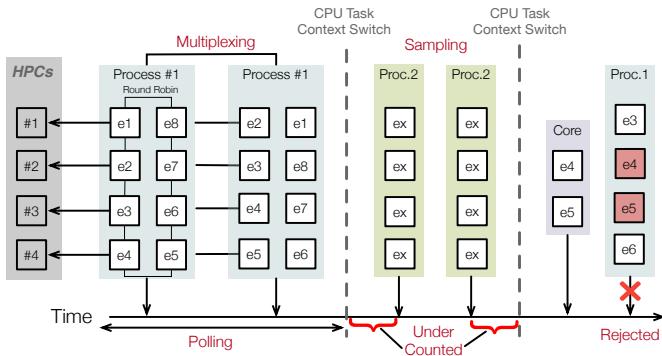 CPU Task
Context Switch
CPU Task
Context Switch
Multiplexing
Sampling
HPCs
Process #1
Process #1
Proc.2
Proc.2
Proc.1
Round Robin
#1 e1 e8 e2 e1 ex ex e3
Core
#2 e2 e7 e3 e8 ex ex e4 e4
#3 e3 e6 e4 e7 ex ex e5 e5
#4 e4 e5 e5 e6 ex ex e6
Time
Polling
Under
Counted
Rejected